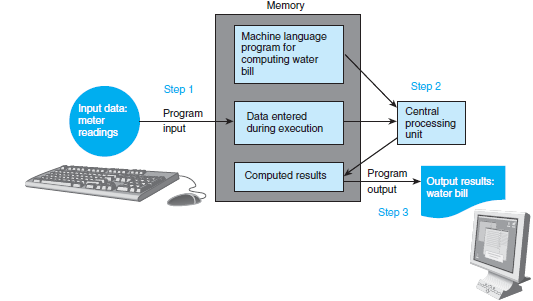 Memory
Machine language
program for
computing water
bill
Step 1
Step 2
Input data:
meter
readings
Program
input
Data entered
during execution
Central
processing
unit
Computed results
Program
output
Output results:
water bill
Step 3